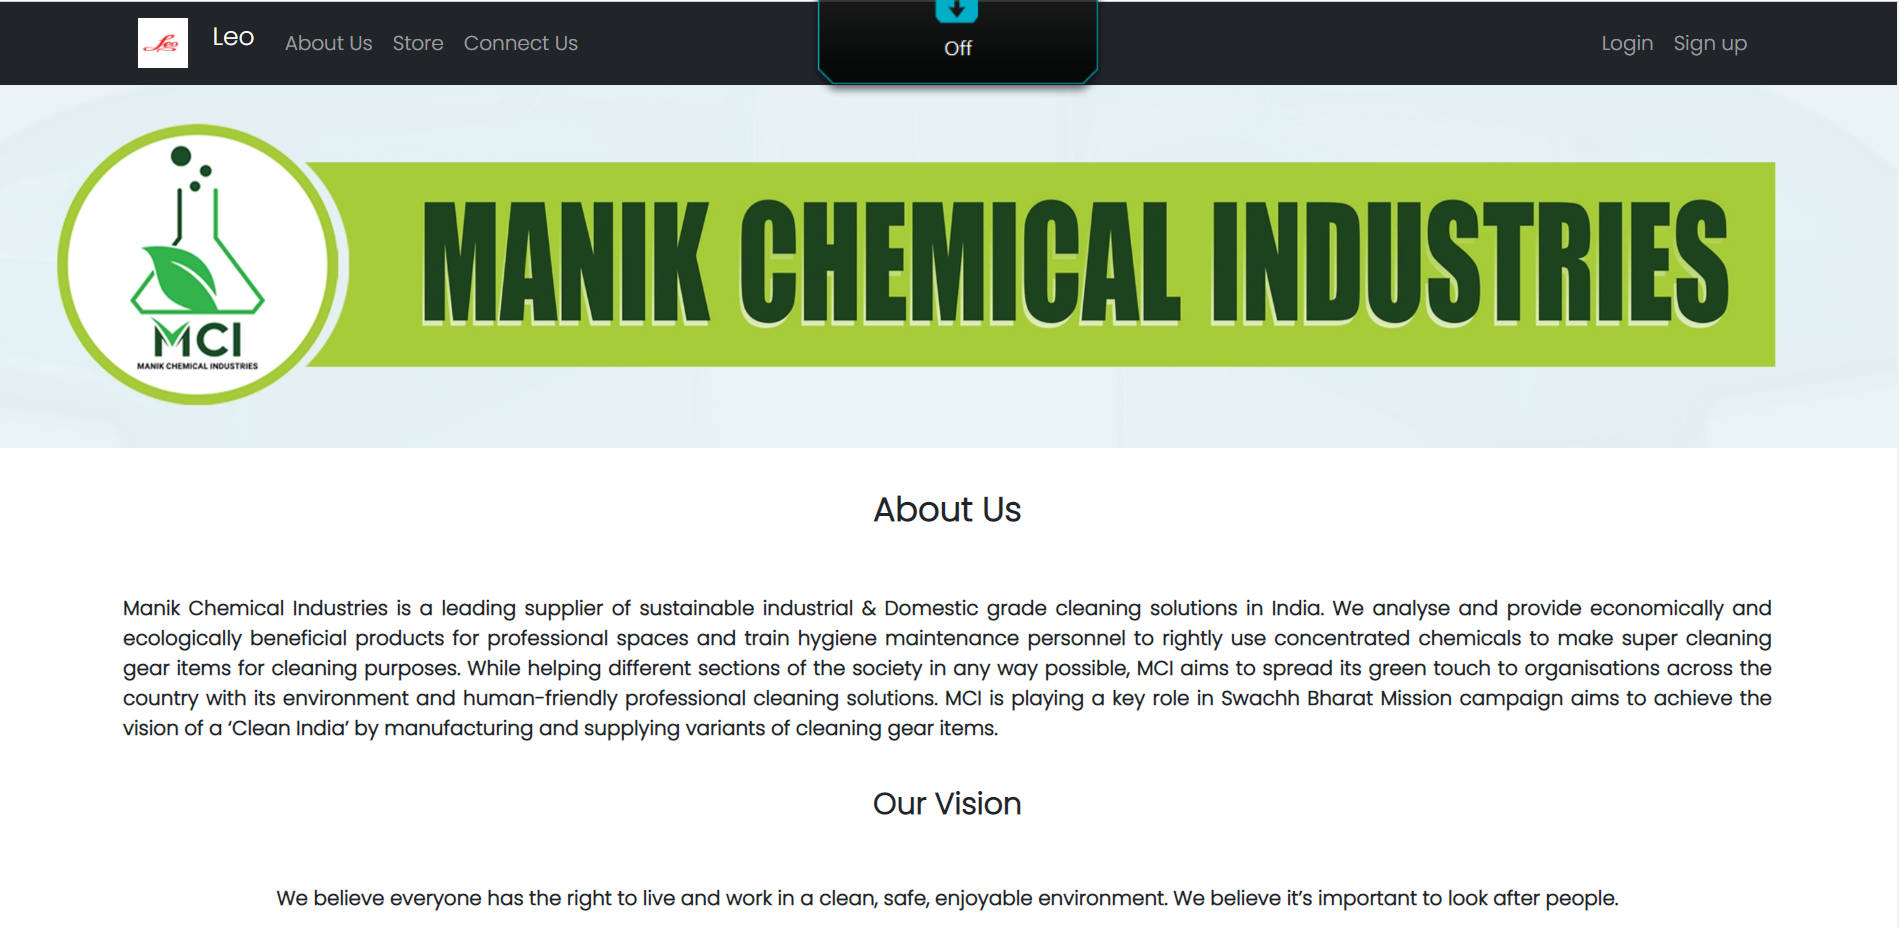 Leo
Leo
About Us
Store
Connect Us
Off
Login
Sign up
MANIK CHEMICAL INDUSTRIES
MCI
MANIK CHEMICAL INDUSTRIES
About Us
Manik Chemical Industries is a leading supplier of sustainable industrial & Domestic grade cleaning solutions in India. We analyse and provide economically and
ecologically beneficial products for professional spaces and train hygiene maintenance personnel to rightly use concentrated chemicals to make super cleaning
gear items for cleaning purposes. While helping different sections of the society in any way possible, MCI aims to spread its green touch to organisations across the
country with its environment and human-friendly professional cleaning solutions. MCI is playing a key role in Swachh Bharat Mission campaign aims to achieve the
vision of a ‘Clean India’ by manufacturing and supplying variants of cleaning gear items.
Our Vision
We believe everyone has the right to live and work in a clean, safe, enjoyable environment. We believe it’s important to look after people.